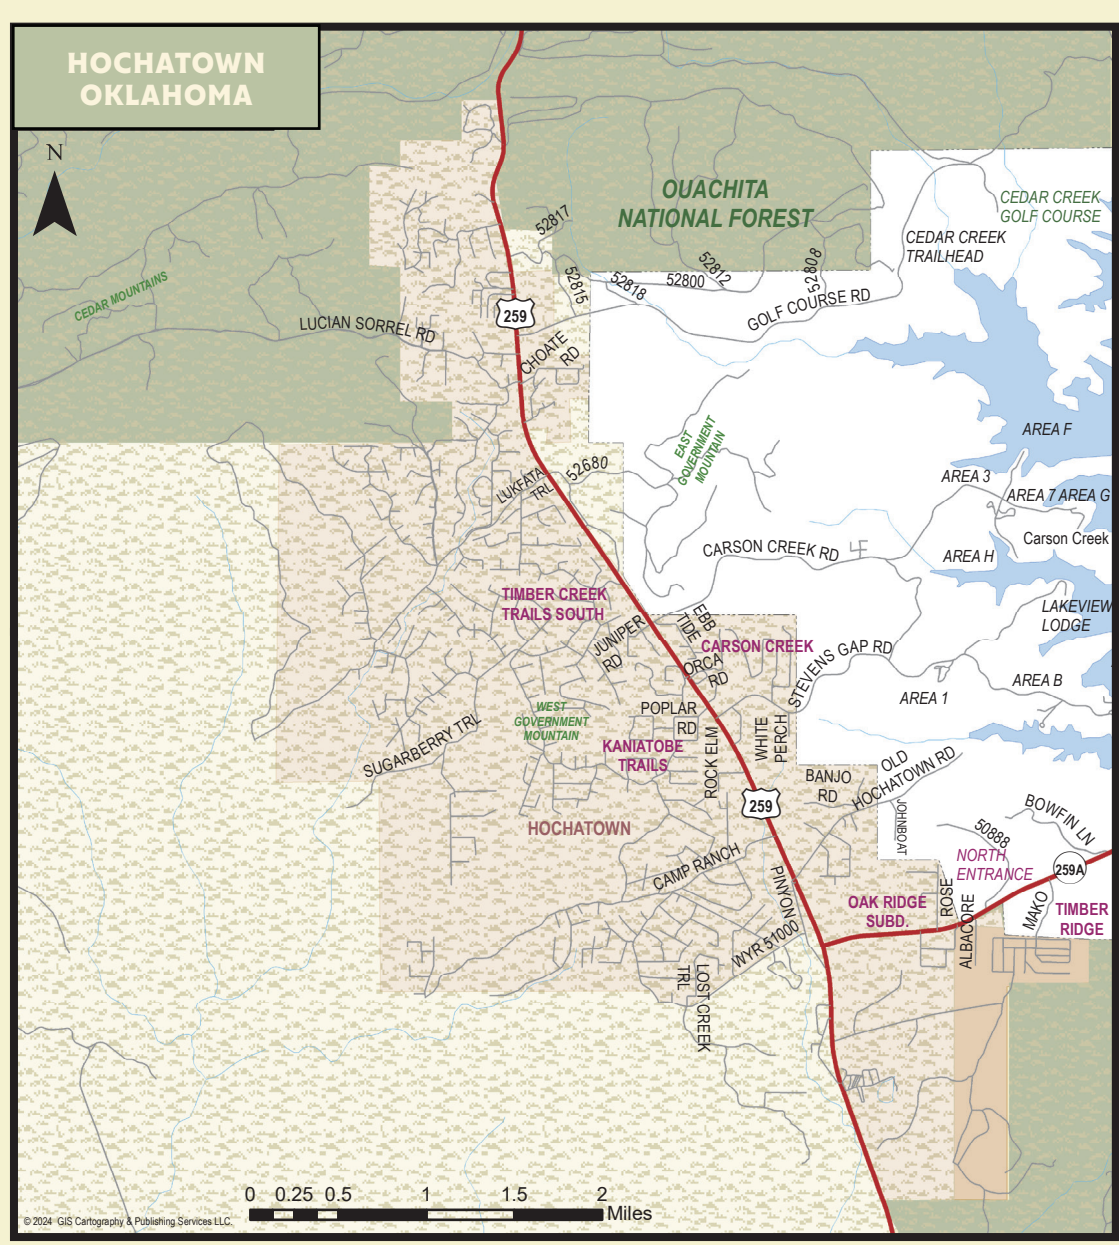 HOCHATOWN
OKLAHOMA
N
OUACHITA
NATIONAL FOREST
CEDAR CREEK
GOLF COURSE
CEDAR CREEK
TRAILHEAD
52817
52815
52818
52800
52812
52808
CEDAR MOUNTAINS
LUCIAN SORREL RD
259
CHOATE
RD
GOLF COURSE RD
EAST
GOVERNMENT
MOUNTAIN
AREA F
LUKFATA
TRL
52680
AREA 3
AREA 7
AREA G
Carson Creek
CARSON CREEK RD
AREA H
TIMBER CREEK
TRAILS SOUTH
LAKEVIEW
LODGE
JUNIPER
RD
EBB
TIDE
CARSON CREEK
ORCA
RD
STEVENS GAP RD
AREA 1
AREA B
WEST
GOVERNMENT
MOUNTAIN
POPLAR
RD
SUGARBERRY TRL
KANIATOBE
TRAILS
ROCK ELM
WHITE
PERCH
BANJO
RD
OLD
HOCHATOWN RD
259
JOHNBOAT
HOCHATOWN
50888
BOWFIN LN
NORTH
ENTRANCE
259A
CAMP RANCH
PINYON
OAK RIDGE
SUBD.
ROSE
ALBACORE
MAKO
TIMBER
RIDGE
WYR 51000
LOST CREEK
TRL
0 0.25 0.5 1 1.5 2
Miles
© 2024 GIS Cartography & Publishing Services LLC.